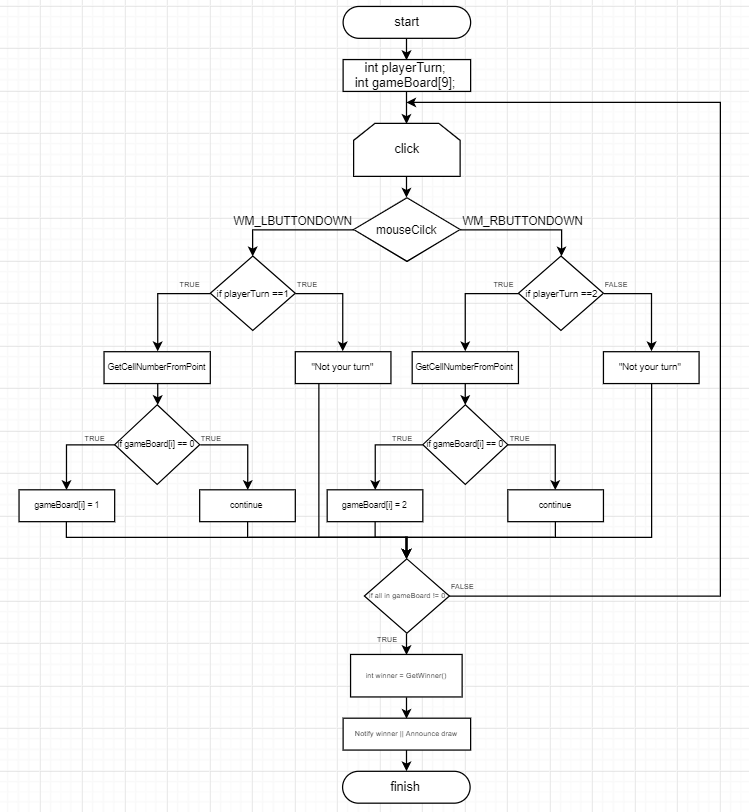 start
int playerTurn;
int gameBoard[9];
click
WM_LBUTTONDOWN
mouseCilck
WM_RBUTTONDOWN
TRUE
if playerTurn ==1
TRUE
TRUE
if playerTurn ==2
FALSE
GetCellNumberFromPoint
"Not your turn"
GetCellNumberFromPoint
"Not your turn"
TRUE
if gameBoard[i] == 0
TRUE
TRUE
if gameBoard[i] == 0
TRUE
gameBoard[i] = 1
continue
gameBoard[i] = 2
continue
if all in gameBoard != 0
FALSE
TRUE
int winner = GetWinner()
Notify winner || Announce draw
finish